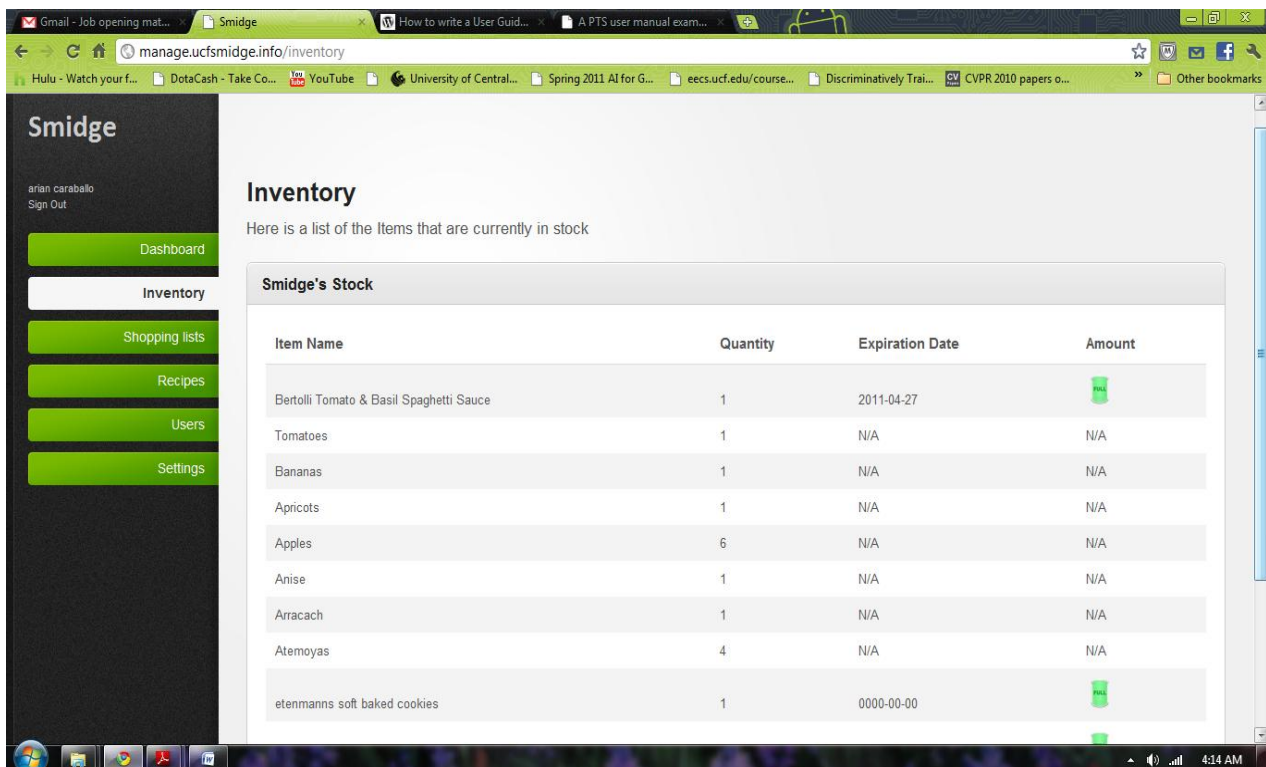 Gmail - Job opening mat...
Smidge
How to write a User Guid...
A PTS user manual exam...
manage.ucfsmidge.info/inventory
Hulu - Watch your f...
DotaCash - Take Co...
YouTube
University of Central...
Spring 2011 AI for G...
eecs.ucf.edu/course...
Discriminatively Trai...
CVPR 2010 papers o...
»
Other bookmarks
Smidge
arian caraballo
Sign Out
Dashboard
Inventory
Shopping lists
Recipes
Users
Settings
Inventory
Here is a list of the Items that are currently in stock
Smidge's Stock
Item Name Quantity Expiration Date Amount
Bertolli Tomato & Basil Spaghetti Sauce 1 2011-04-27 FULL
Tomatoes 1 N/A N/A
Bananas 1 N/A N/A
Apricots 1 N/A N/A
Apples 6 N/A N/A
Anise 1 N/A N/A
Arracach 1 N/A N/A
Atemoyas 4 N/A N/A
etenmanns soft baked cookies 1 0000-00-00 FULL
4:14 AM